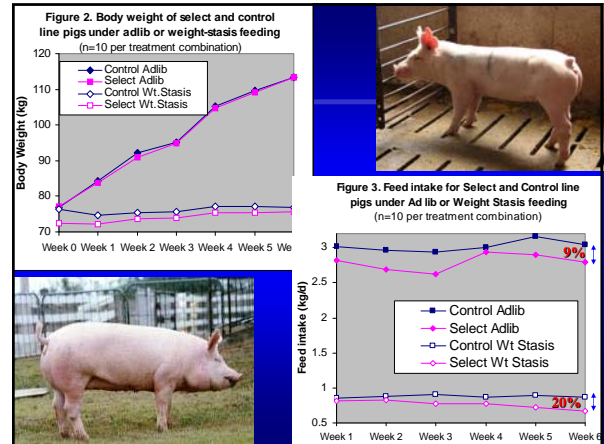 Figure 2. Body weight of select and control
line pigs under adlib or weight-stasis feeding
(n=10 per treatment combination)
120
110
100
90
80
70
Body Weight (kg)
Control Adlib
Select Adlib
Control Wt.Stasis
Select Wt.Stasis
Week 0 Week 1 Week 2 Week 3 Week 4 Week 5 We
Figure 3. Feed intake for Select and Control line
pigs under Ad lib or Weight Stasis feeding
(n=10 per treatment combination)
3
2.5
2
1.5
1
0.5
Feed intake (kg/d)
9%
Control Adlib
Select Adlib
Control Wt Stasis
Select Wt Stasis
20%
Week 1 Week 2 Week 3 Week 4 Week 5 Week 6